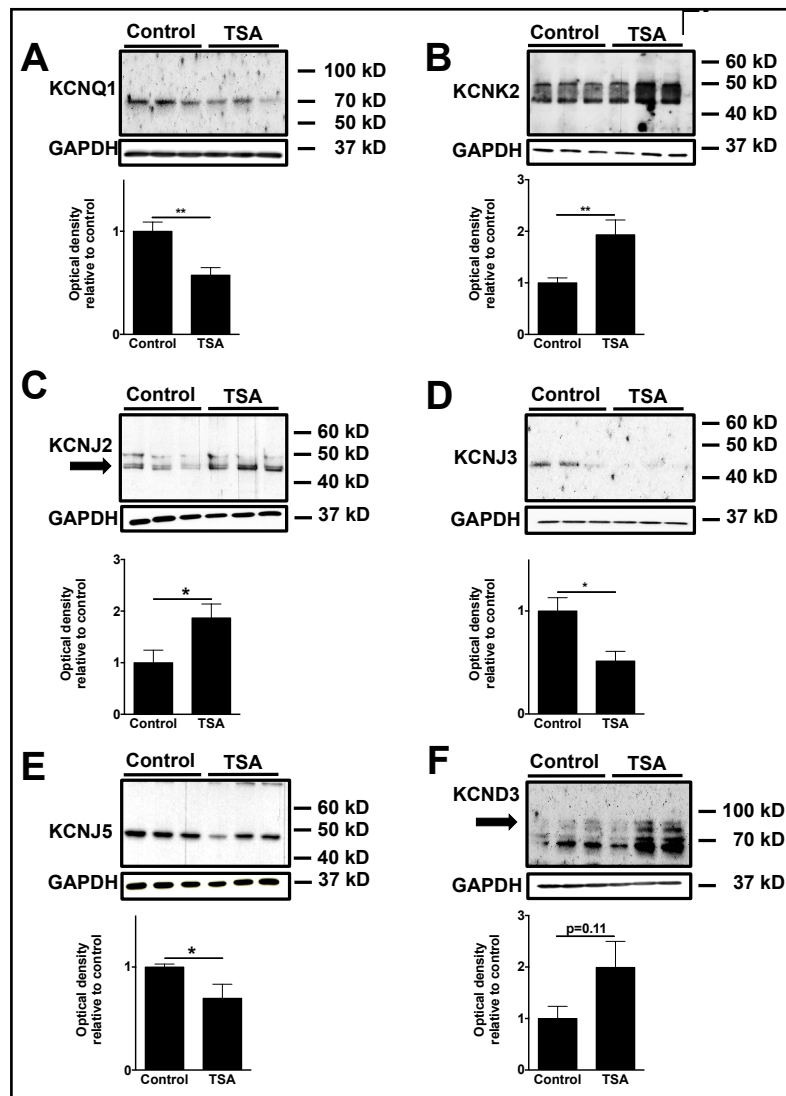 A
Control TSA
KCNQ1
100 kD
70 kD
50 kD
GAPDH
37 kD
Optical density
relative to control
**
1
0
Control TSA
B
Control TSA
KCNK2
60 kD
50 kD
40 kD
GAPDH
37 kD
Optical density
relative to control
3
**
2
1
0
Control TSA
C
Control TSA
KCNJ2
60 kD
50 kD
40 kD
GAPDH
37 kD
Optical density
relative to control
3
*
2
1
0
Control TSA
D
Control TSA
KCNJ3
60 kD
50 kD
40 kD
GAPDH
37 kD
Optical density
relative to control
*
1
0
Control TSA
E
Control TSA
KCNJ5
60 kD
50 kD
40 kD
GAPDH
37 kD
Optical density
relative to control
*
1
0
Control TSA
F
Control TSA
KCND3
100 kD
70 kD
GAPDH
37 kD
Optical density
relative to control
3
p=0.11
2
1
0
Control TSA